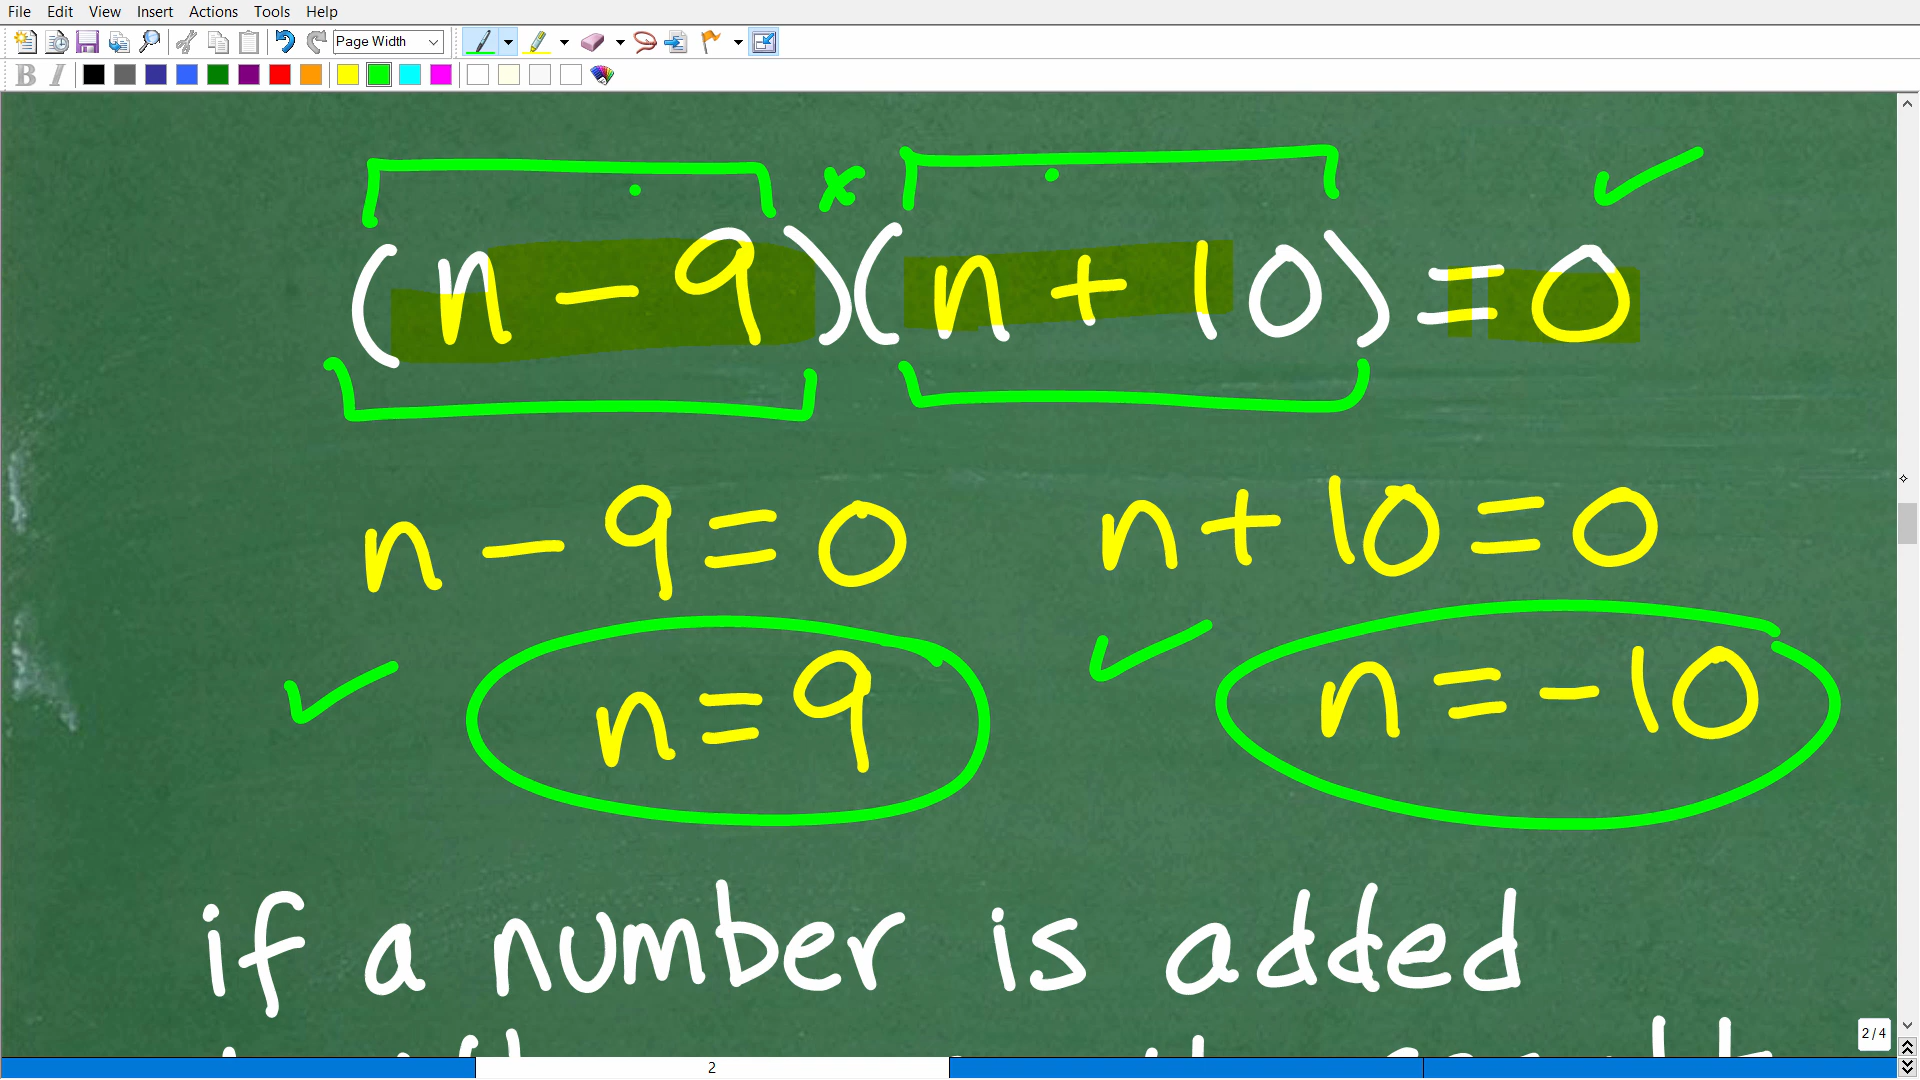 File Edit View Insert Actions Tools Help
Page Width
B I
x
(n - 9)(n + 10) = 0
n - 9 = 0 n + 10 = 0
n = 9 n = -10
if a number is added
2 / 4
2